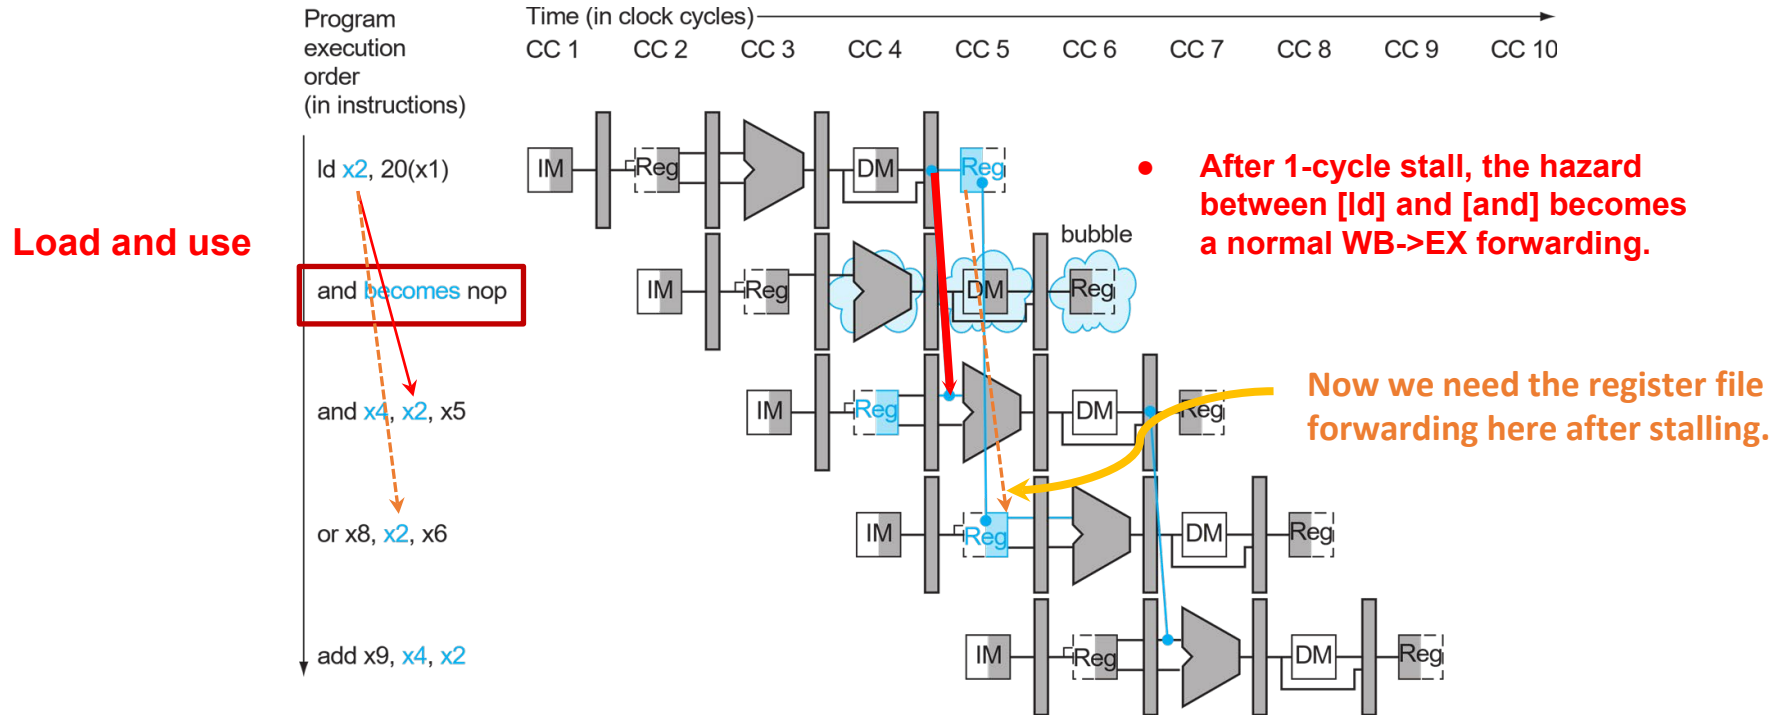 Program
execution
order
(in instructions)
Time (in clock cycles)
CC 1 CC 2 CC 3 CC 4 CC 5 CC 6 CC 7 CC 8 CC 9 CC 10
ld x2, 20(x1)
IM Reg DM Reg
• After 1-cycle stall, the hazard
between [ld] and [and] becomes
a normal WB->EX forwarding.
Load and use
bubble
and becomes nop
IM Reg DM Reg
and x4, x2, x5
IM Reg DM Reg
Now we need the register file
forwarding here after stalling.
or x8, x2, x6
IM Reg DM Reg
add x9, x4, x2
IM Reg DM Reg